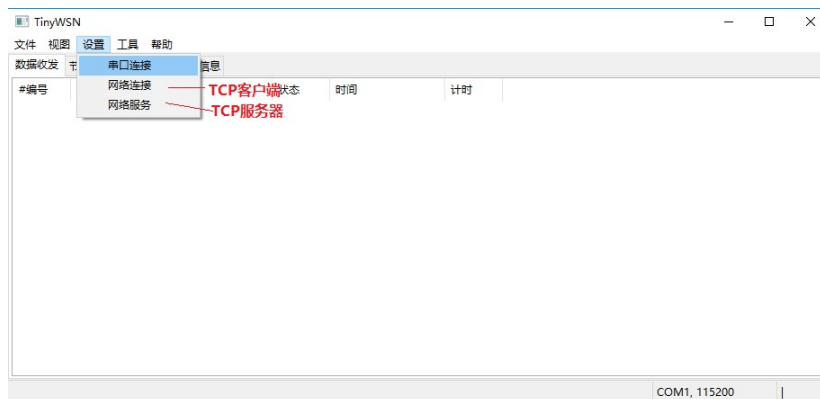 TinyWSN
文件 视图 设置 工具 帮助
数据收发 串口连接 信息
#编号 网络连接 TCP客户端 状态 时间 计时
网络服务 TCP服务器
COM1, 115200